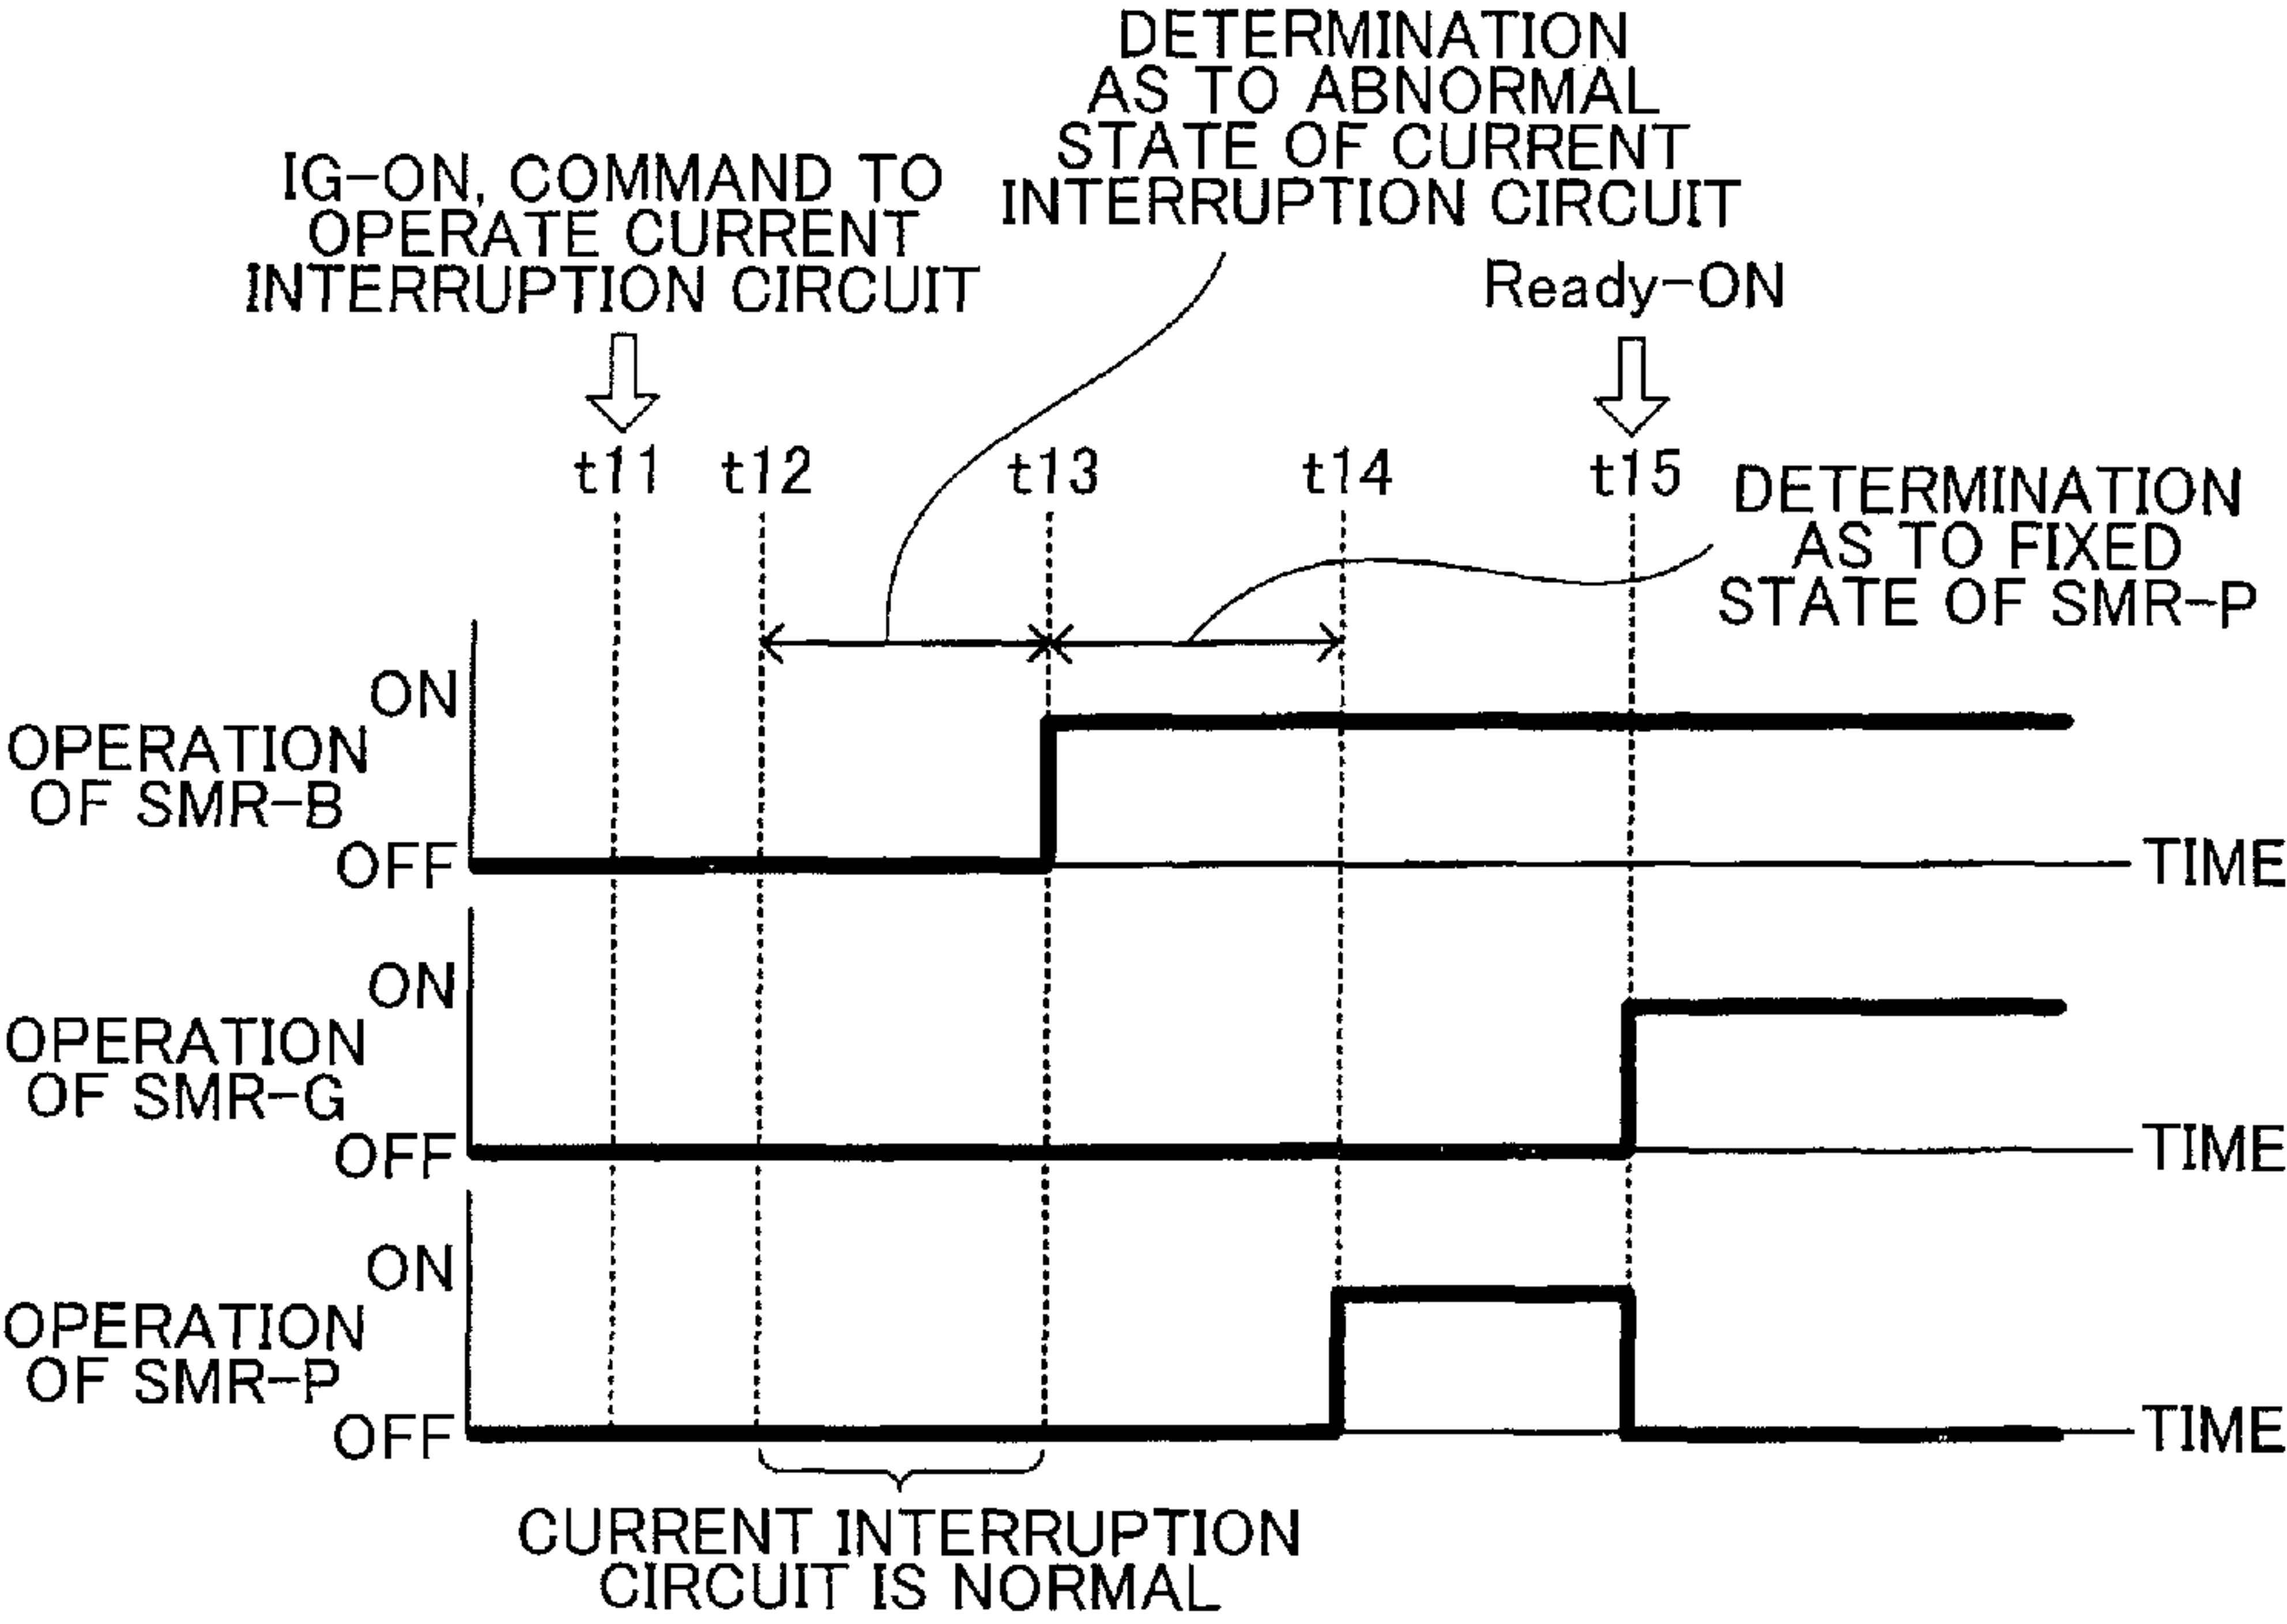 DETERMINATION
AS TO ABNORMAL
STATE OF CURRENT
INTERRUPTION CIRCUIT
IG-ON, COMMAND TO
OPERATE CURRENT
INTERRUPTION CIRCUIT
Ready-ON
t11 t12 t13 t14 t15
DETERMINATION
AS TO FIXED
STATE OF SMR-P
ON
OPERATION
OF SMR-B
OFF
TIME
ON
OPERATION
OF SMR-G
OFF
TIME
ON
OPERATION
OF SMR-P
OFF
TIME
CURRENT INTERRUPTION
CIRCUIT IS NORMAL